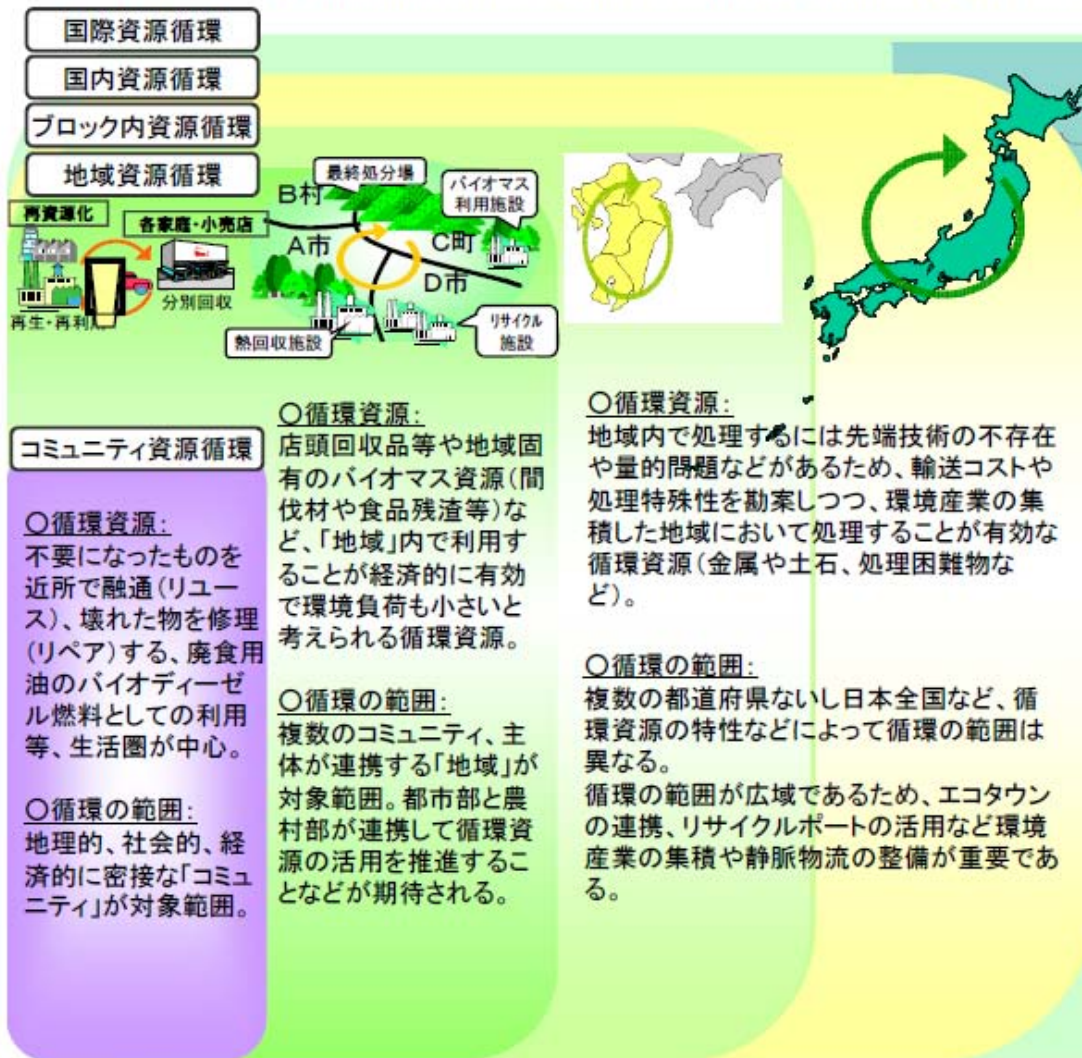 国際資源循環
国内資源循環
ブロック内資源循環
地域資源循環
再資源化
各家庭・小売店
分別回収
再生・再利用
最終処分場
バイオマス
利用施設
B村
A市
C町
D市
熱回収施設
リサイクル
施設
コミュニティ資源循環
○循環資源:
不要になったものを
近所で融通(リユー
ス)、壊れた物を修理
(リペア)する、廃食用
油のバイオディーゼ
ル燃料としての利用
等、生活圏が中心。
○循環の範囲:
地理的、社会的、経
済的に密接な「コミュ
ニティ」が対象範囲。
○循環資源:
店頭回収品等や地域固
有のバイオマス資源(間
伐材や食品残渣等)な
ど、「地域」内で利用す
ることが経済的に有効
で環境負荷も小さいと
考えられる循環資源。
○循環の範囲:
複数のコミュニティ、主
体が連携する「地域」が
対象範囲。都市部と農
村部が連携して循環資
源の活用を推進するこ
となどが期待される。
○循環資源:
地域内で処理するには先端技術の不存在
や量的問題などがあるため、輸送コストや
処理特殊性を勘案しつつ、環境産業の集
積した地域において処理することが有効な
循環資源(金属や土石、処理困難物な
ど)。
○循環の範囲:
複数の都道府県ないし日本全国など、循
環資源の特性などによって循環の範囲は
異なる。
循環の範囲が広域であるため、エコタウン
の連携、リサイクルポートの活用など環境
産業の集積や静脈物流の整備が重要であ
る。